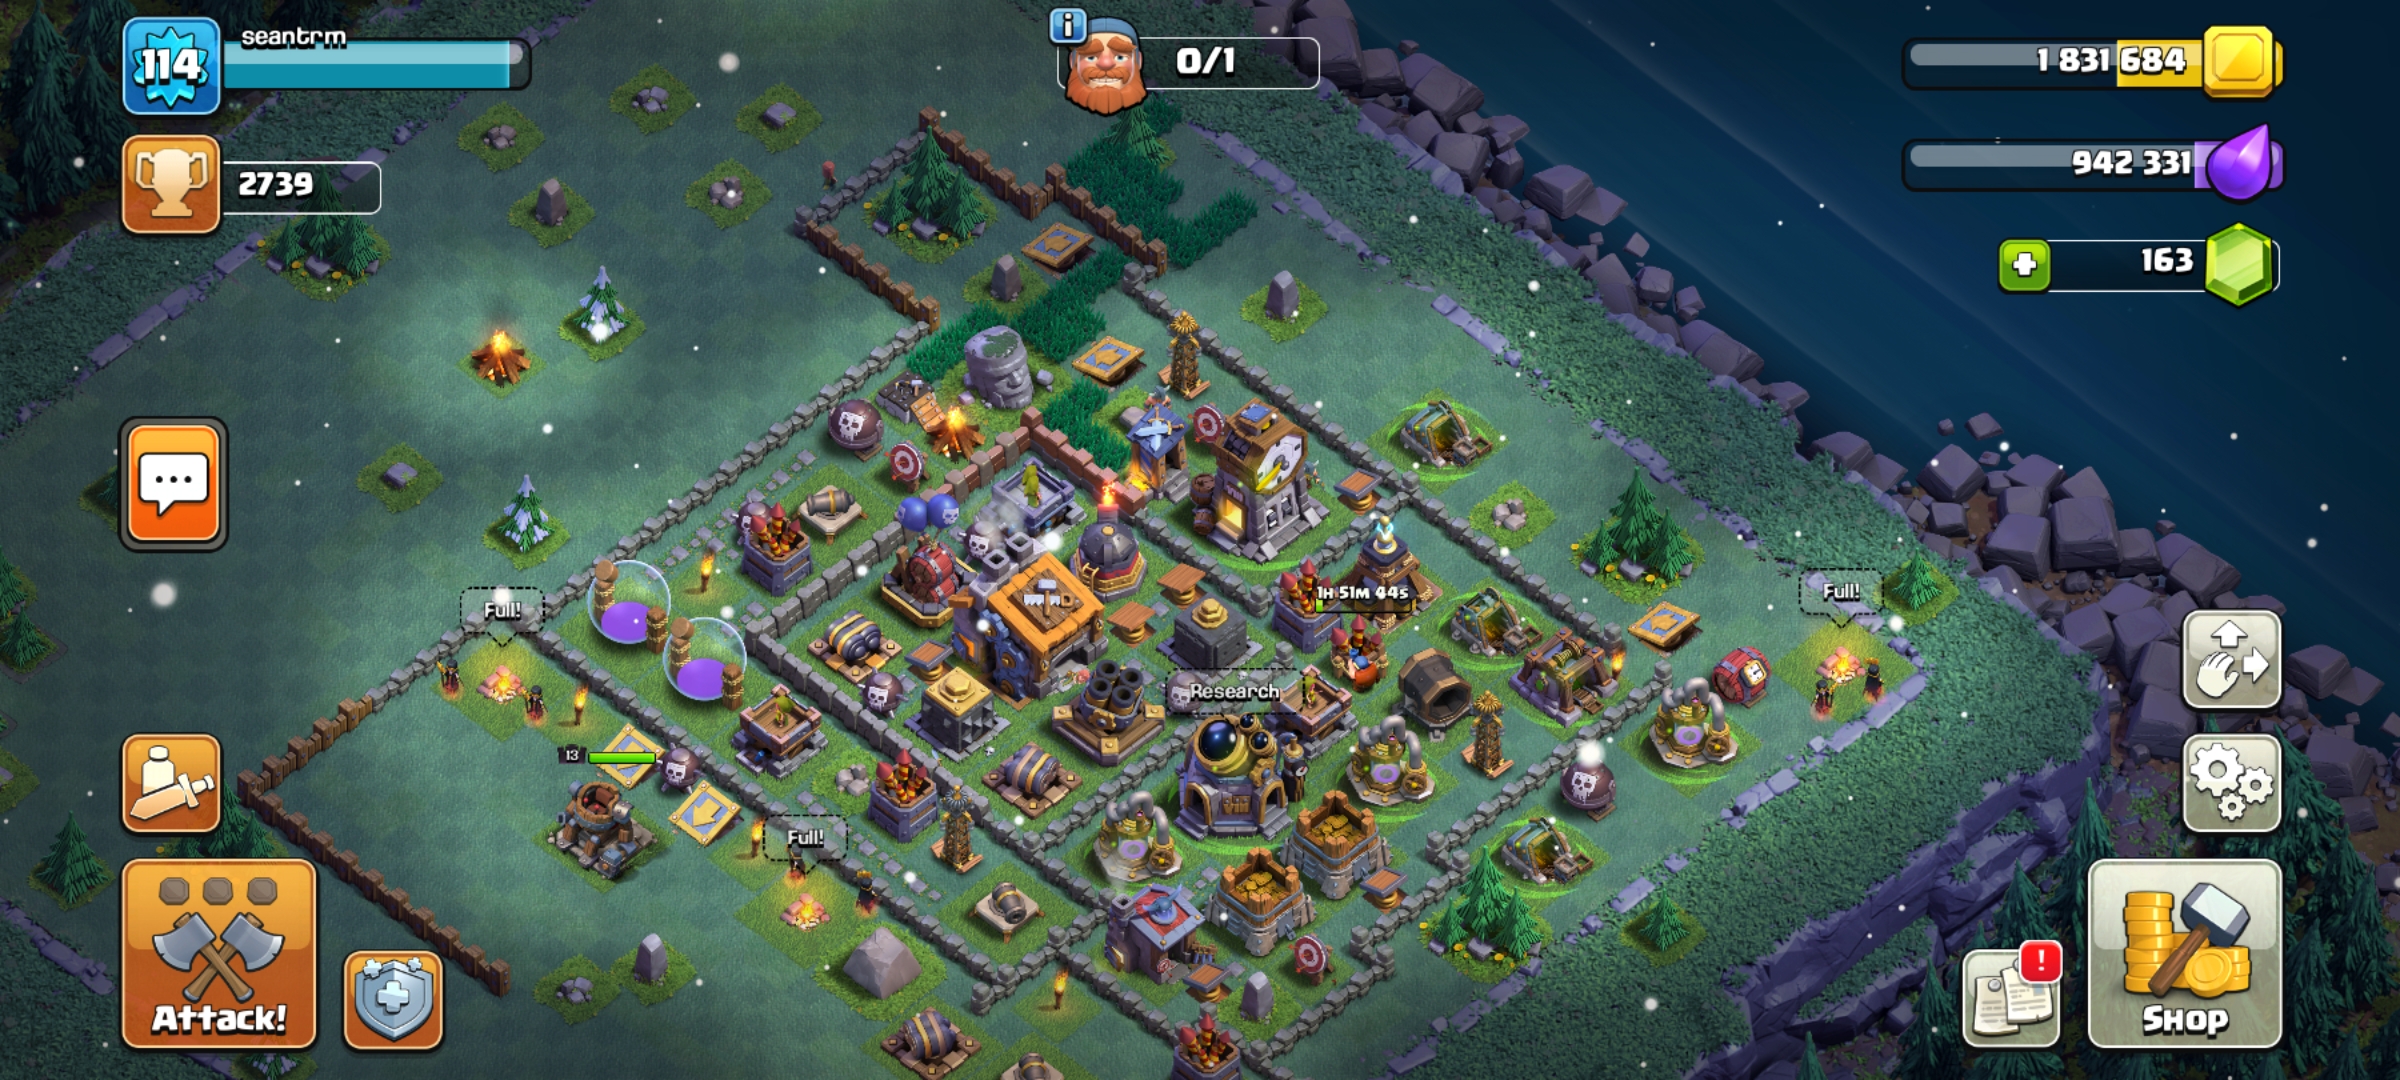 114
seantrm
i
0/1
1 831 684
2739
942 331
163
Full!
Full!
1h 51m 44s
Research
13
Full!
VIII
Attack!
!
Shop